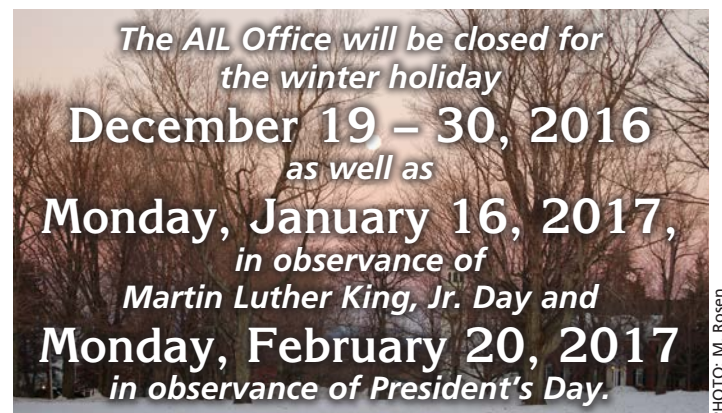 The AIL Office will be closed for
the winter holiday
December 19 – 30, 2016
as well as
Monday, January 16, 2017,
in observance of
Martin Luther King, Jr. Day and
Monday, February 20, 2017
in observance of President's Day.
PHOTO: M. Rosen